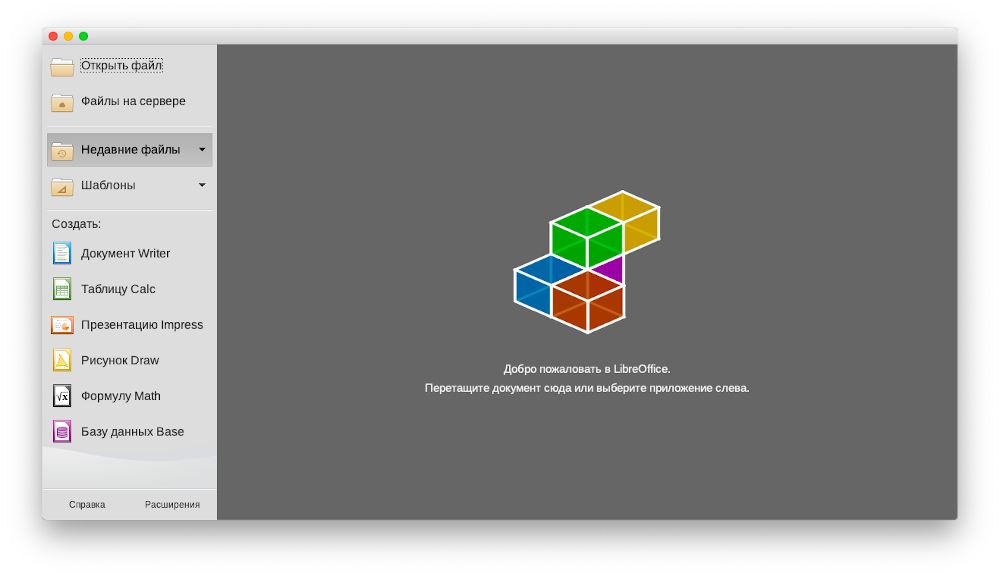 Открыть файл
Файлы на сервере
Недавние файлы
Шаблоны
Создать:
Документ Writer
Таблицу Calc
Презентацию Impress
Рисунок Draw
√x
Формулу Math
Базу данных Base
Справка
Расширения
Добро пожаловать в LibreOffice.
Перетащите документ сюда или выберите приложение слева.